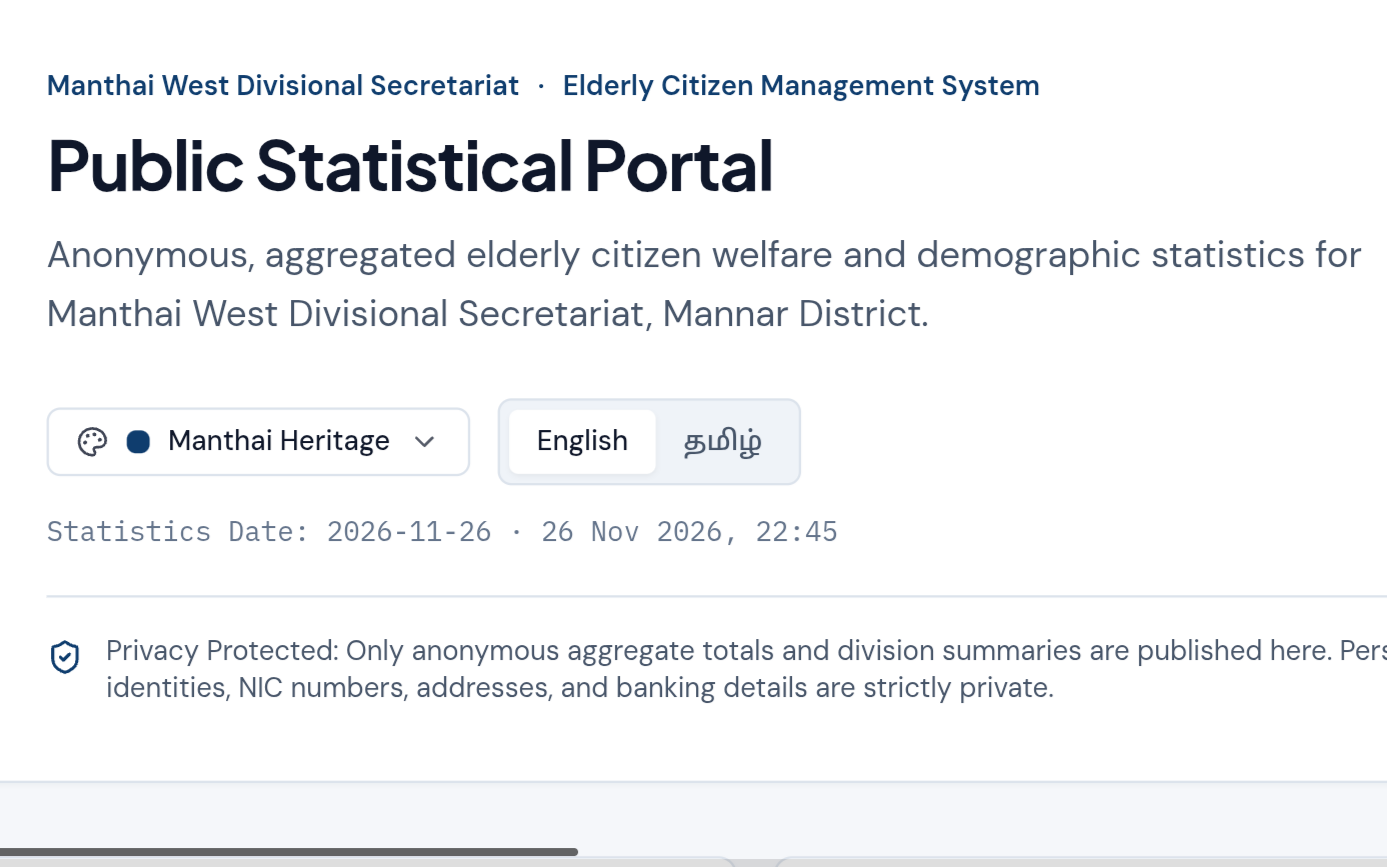 Manthai West Divisional Secretariat · Elderly Citizen Management System
Public Statistical Portal
Anonymous, aggregated elderly citizen welfare and demographic statistics for
Manthai West Divisional Secretariat, Mannar District.
Manthai Heritage English தமிழ்
Statistics Date: 2026-11-26 · 26 Nov 2026, 22:45
Privacy Protected: Only anonymous aggregate totals and division summaries are published here.
identities, NIC numbers, addresses, and banking details are strictly private.